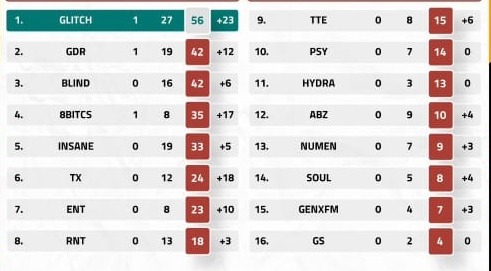 1. GLITCH 1 27 56 +23
2. GDR 1 19 42 +12
3. BLIND 0 16 42 +6
4. 8BITCS 1 8 35 +17
5. INSANE 0 19 33 +5
6. TX 0 12 24 +18
7. ENT 0 8 23 +10
8. RNT 0 13 18 +3
9. TTE 0 8 15 +6
10. PSY 0 7 14 0
11. HYDRA 0 3 13 0
12. ABZ 0 9 10 +4
13. NUMEN 0 7 9 +3
14. SOUL 0 5 8 +4
15. GENXFM 0 4 7 +3
16. GS 0 2 4 0